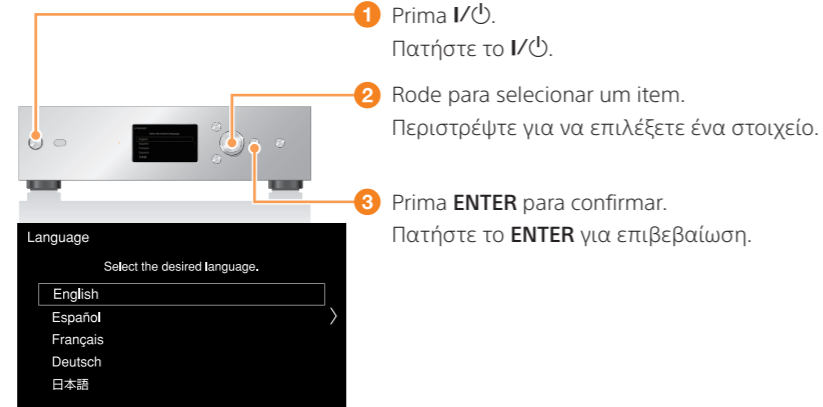 1 Prima I/⏻.
Πατήστε το I/⏻.
2 Rode para selecionar um item.
Περιστρέψτε για να επιλέξετε ένα στοιχείο.
3 Prima ENTER para confirmar.
Πατήστε το ENTER για επιβεβαίωση.
Language
Select the desired language.
English
Español
Français
Deutsch
日本語